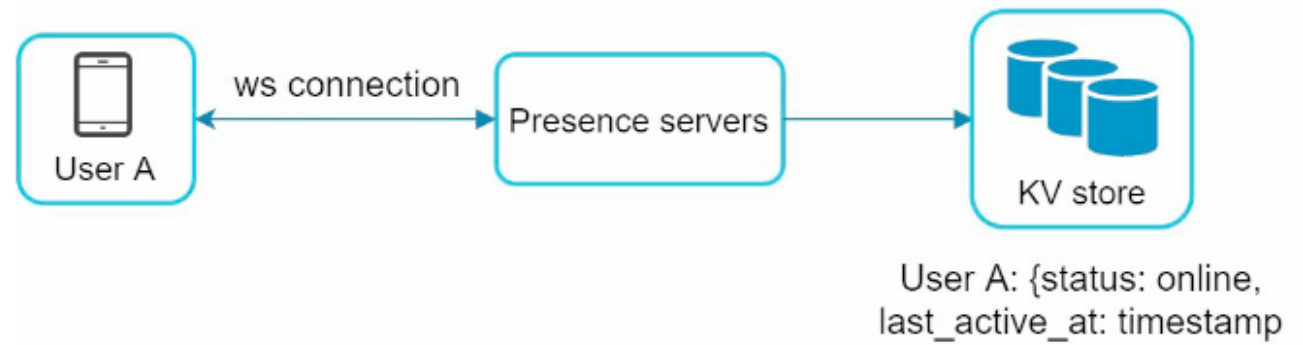 ws connection
User A
Presence servers
KV store
User A: {status: online,
last_active_at: timestamp